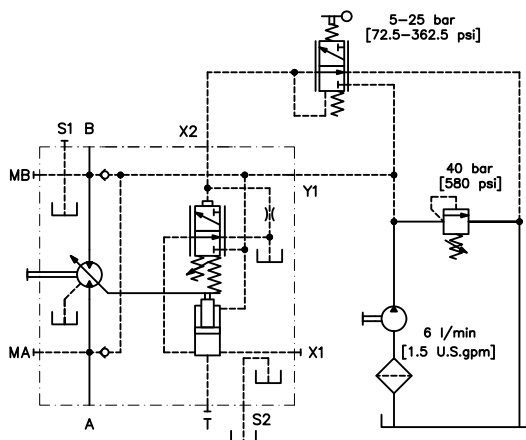 5-25 bar
[72.5-362.5 psi]
S1 B
X2
MB
Y1
40 bar
[580 psi]
6 l/min
[1.5 U.S.gpm]
MA
X1
A
T
S2